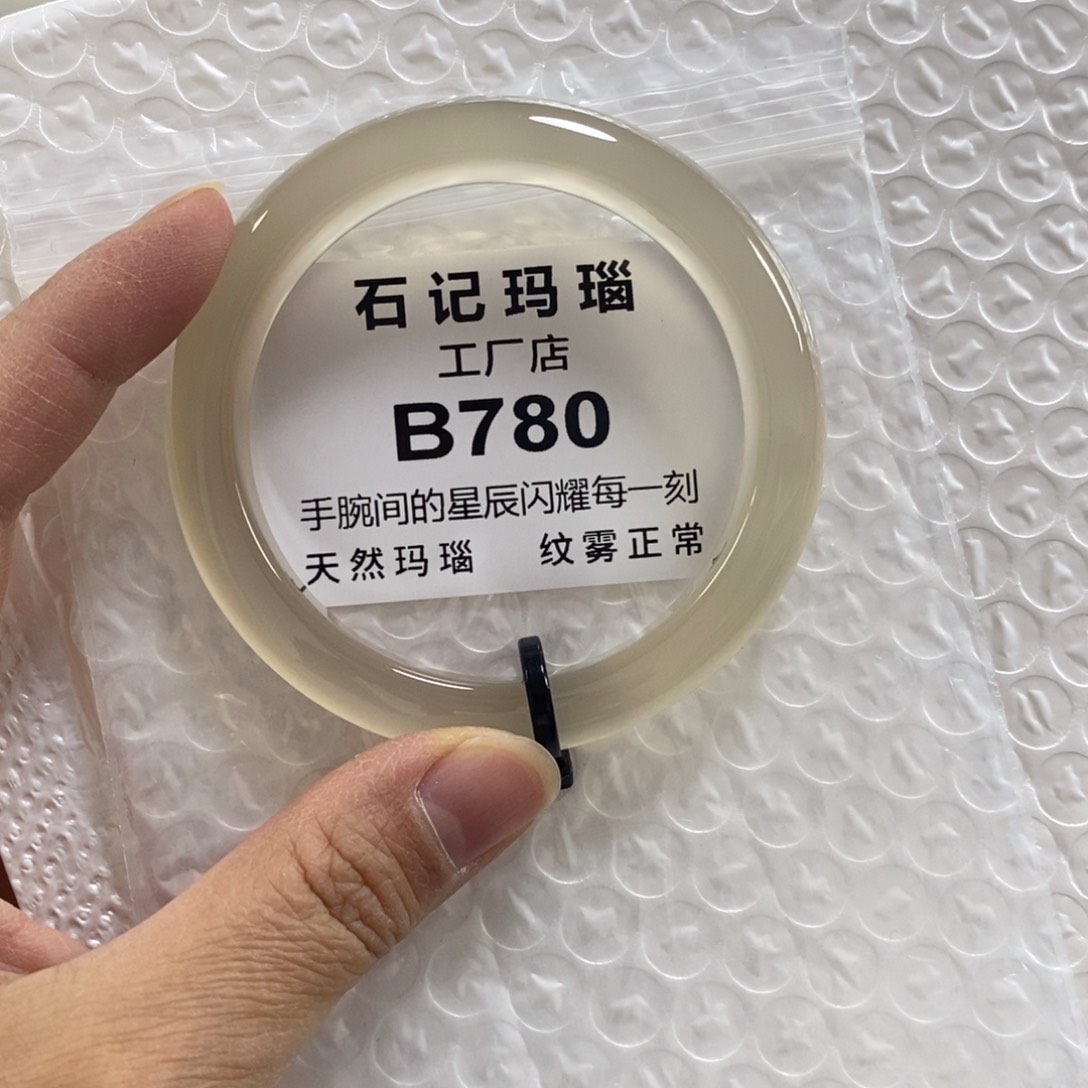 石记玛瑙
工厂店
B780
手腕间的星辰闪耀每一刻
天然玛瑙 纹雾正常